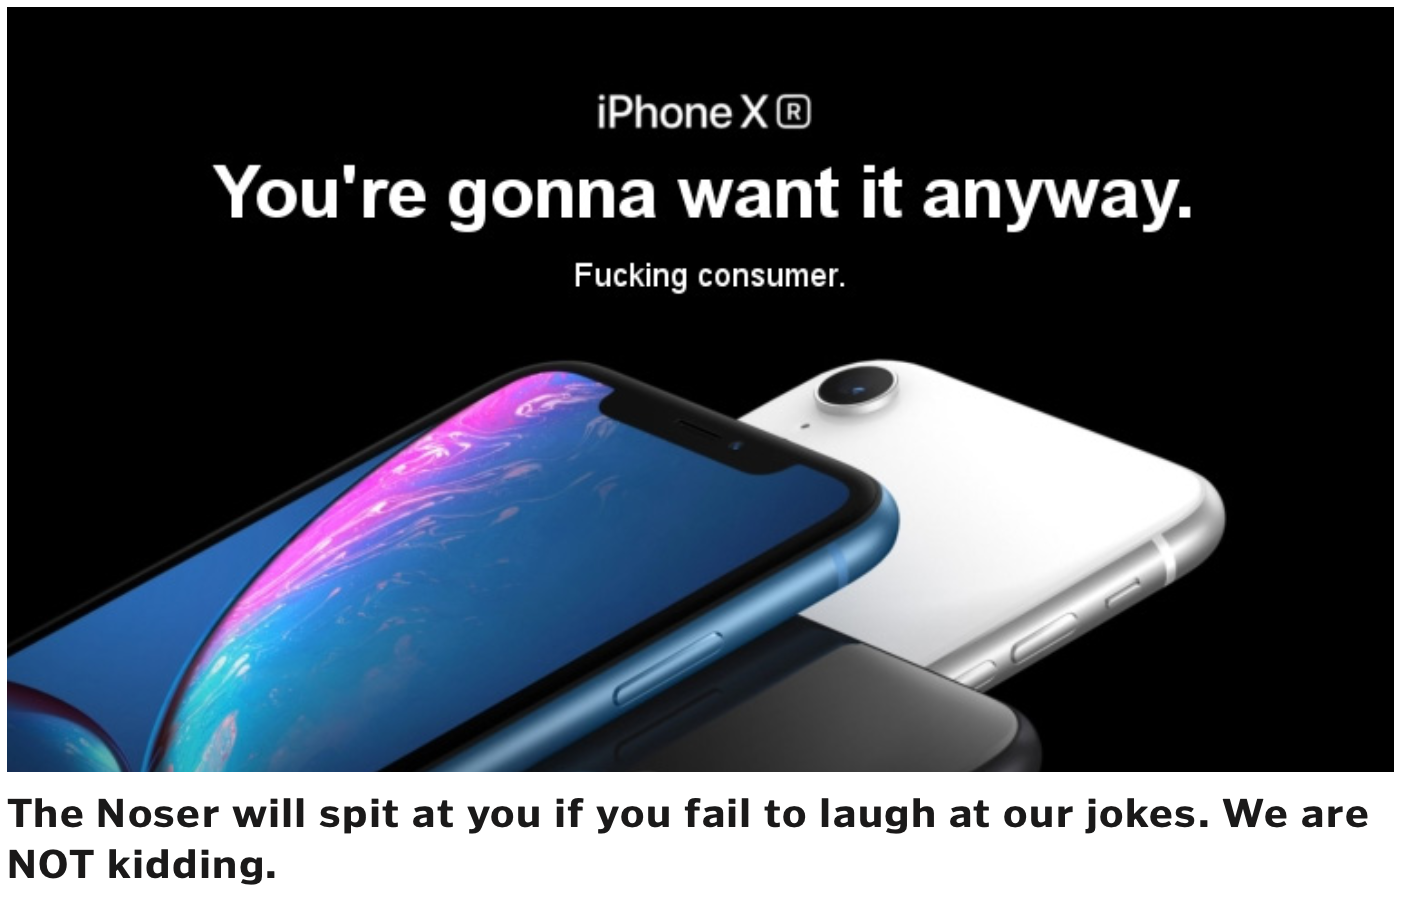 iPhone XR
You're gonna want it anyway.
Fucking consumer.
The Noser will spit at you if you fail to laugh at our jokes. We are
NOT kidding.